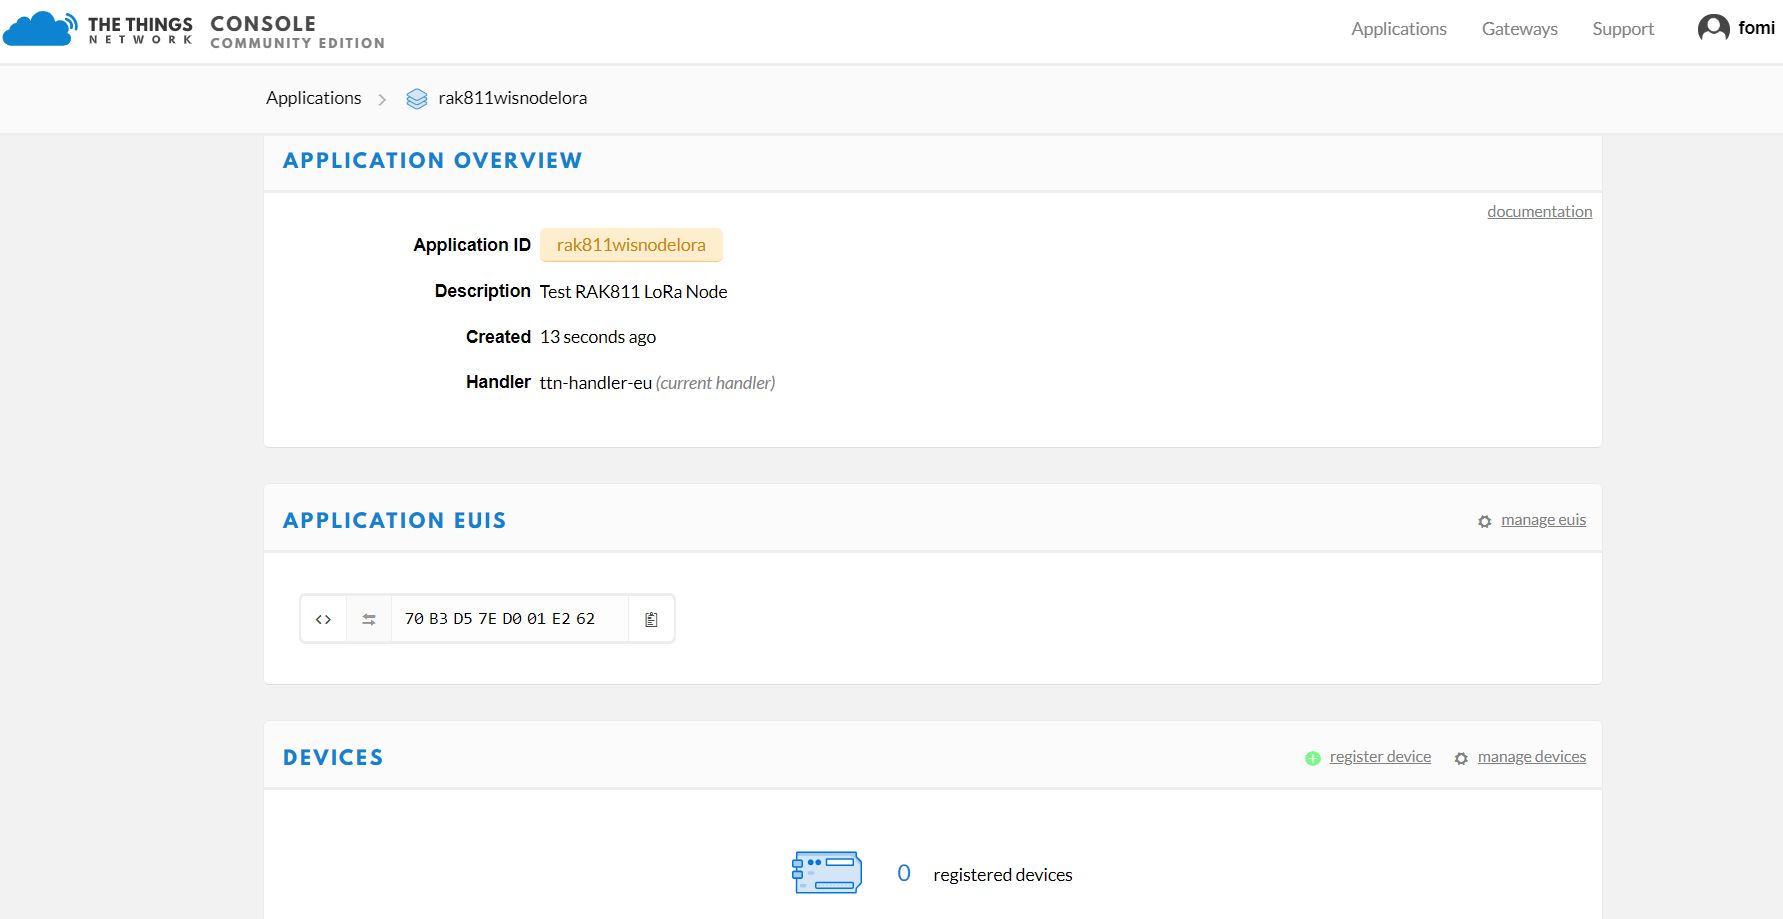 THE THINGS NETWORK CONSOLE COMMUNITY EDITION
Applications Gateways Support fomi
Applications rak811wisnodelora
APPLICATION OVERVIEW
documentation
Application ID rak811wisnodelora
Description Test RAK811 LoRa Node
Created 13 seconds ago
Handler ttn-handler-eu (current handler)
APPLICATION EUIS
manage euis
<> 70 B3 D5 7E D0 01 E2 62
DEVICES
register device manage devices
0 registered devices